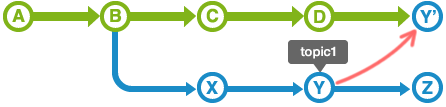 A B C D Y'
topic1
X Y Z